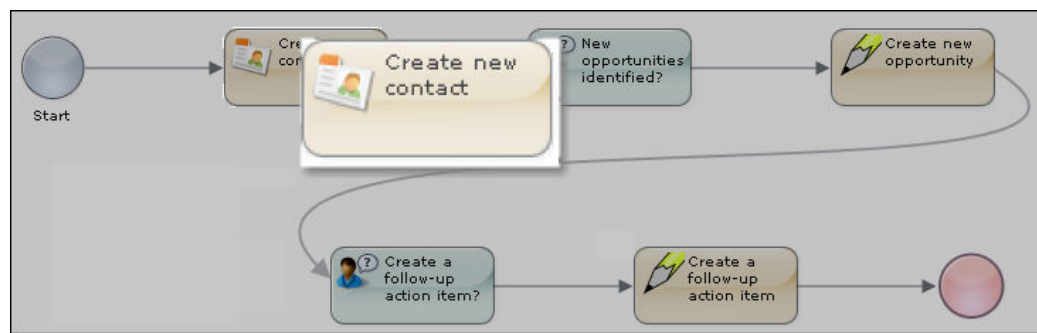 Cre
con
Create new
contact
New
opportunities
identified?
Create new
opportunity
Start
Create a
follow-up
action item?
Create a
follow-up
action item